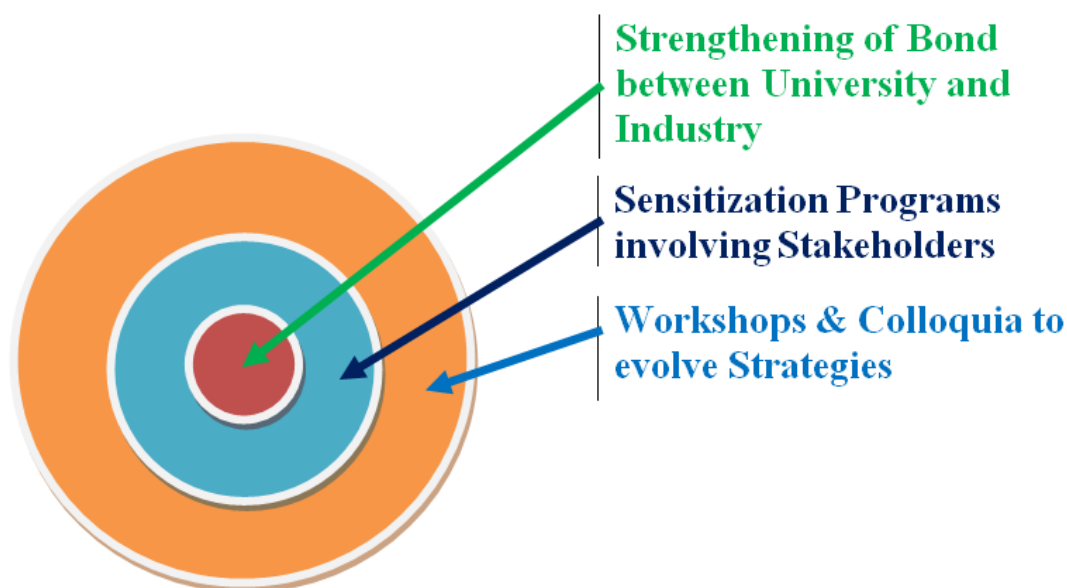 Strengthening of Bond
between University and
Industry
Sensitization Programs
involving Stakeholders
Workshops & Colloquia to
evolve Strategies